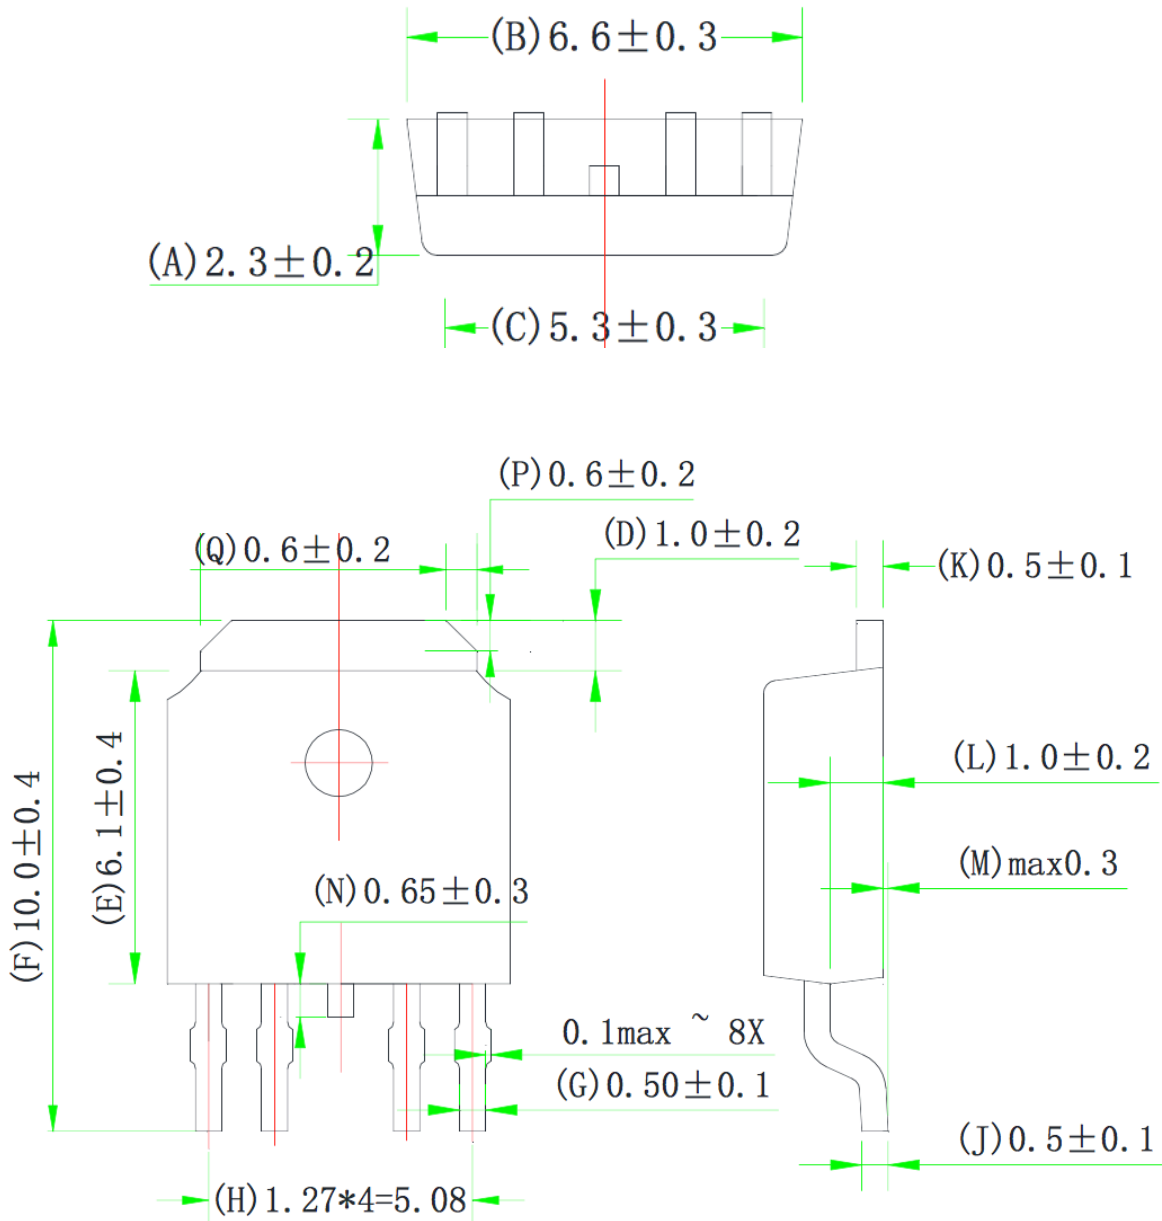 (B)6.6±0.3
(A)2.3±0.2
(C)5.3±0.3
(P)0.6±0.2
(D)1.0±0.2
(Q)0.6±0.2
(K)0.5±0.1
(L)1.0±0.2
(E)6.1±0.4
(F)10.0±0.4
(M)max0.3
(N)0.65±0.3
0.1max ~ 8X
(G)0.50±0.1
(J)0.5±0.1
(H)1.27*4=5.08